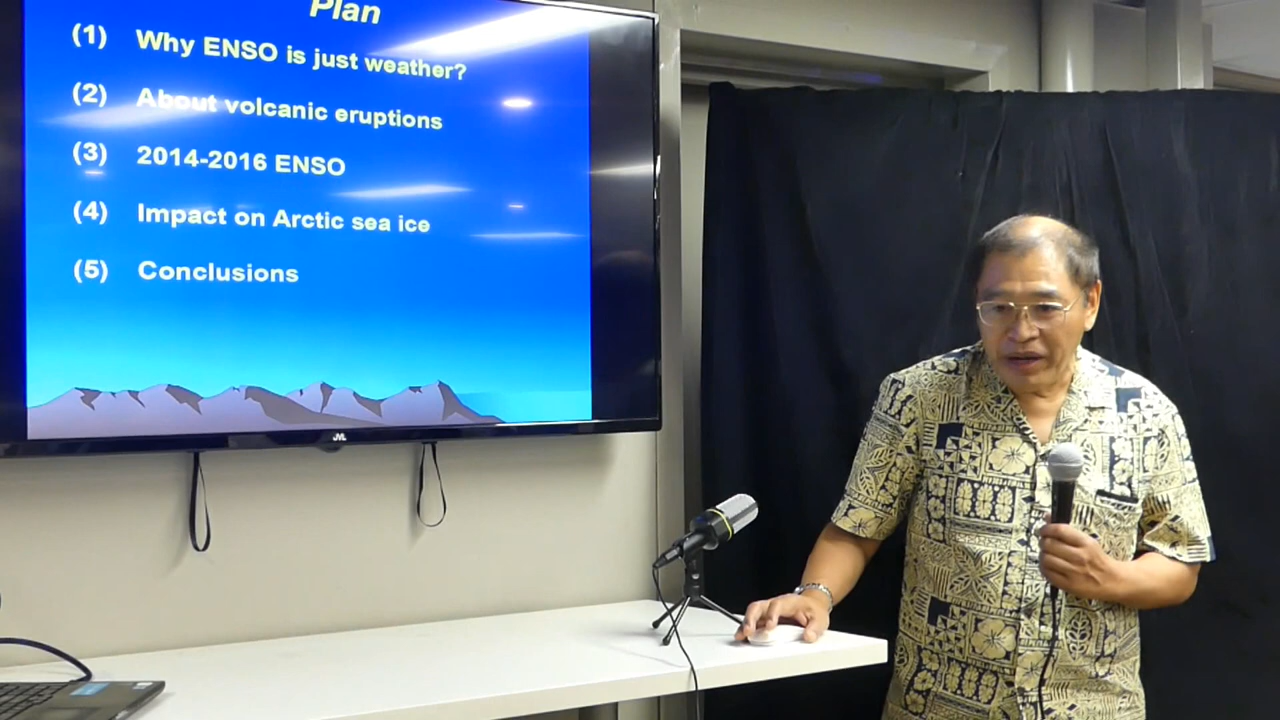 Plan
(1) Why ENSO is just weather?
(2) About volcanic eruptions
(3) 2014-2016 ENSO
(4) Impact on Arctic sea ice
(5) Conclusions
JVC